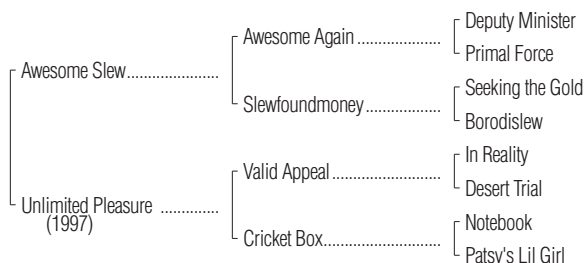 Deputy Minister
Awesome Again
Primal Force
Awesome Slew
Seeking the Gold
Slewfoundmoney
Borodislew
In Reality
Valid Appeal
Desert Trial
Unlimited Pleasure
(1997)
Notebook
Cricket Box
Patsy's Lil Girl